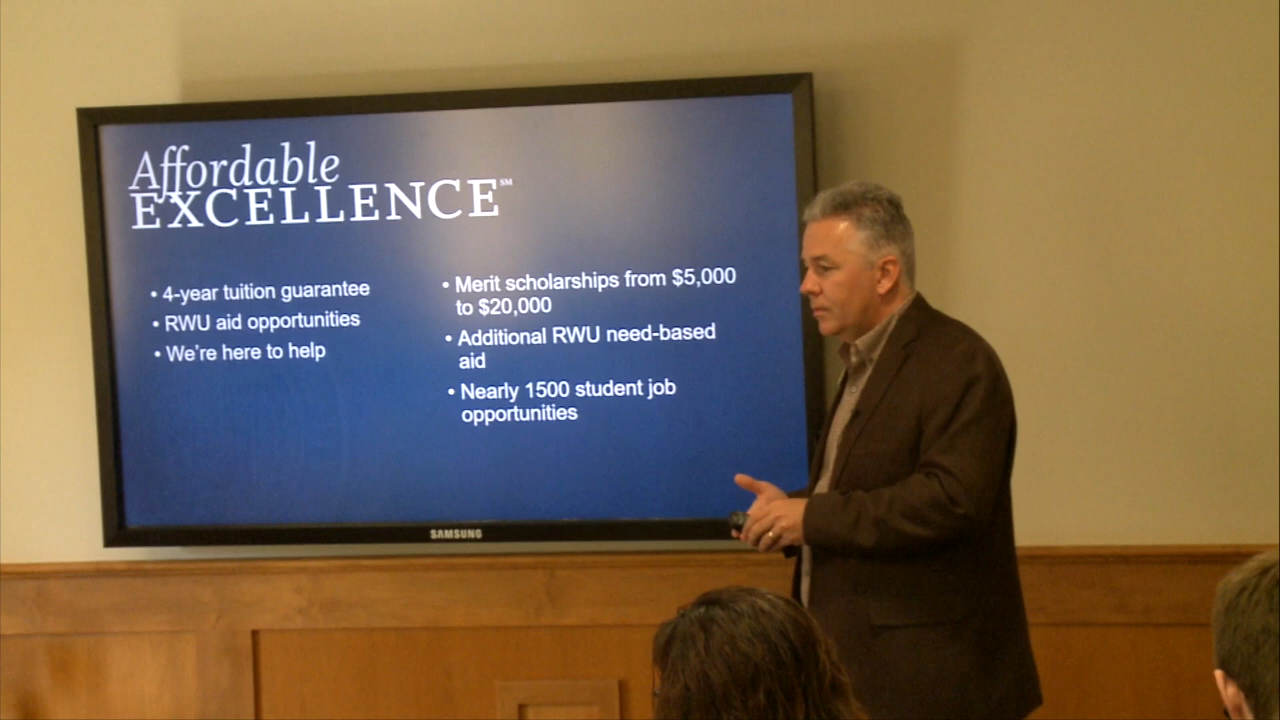 Affordable
EXCELLENCE℠
• 4-year tuition guarantee
• RWU aid opportunities
• We're here to help
• Merit scholarships from $5,000
to $20,000
• Additional RWU need-based
aid
• Nearly 1500 student job
opportunities
SAMSUNG